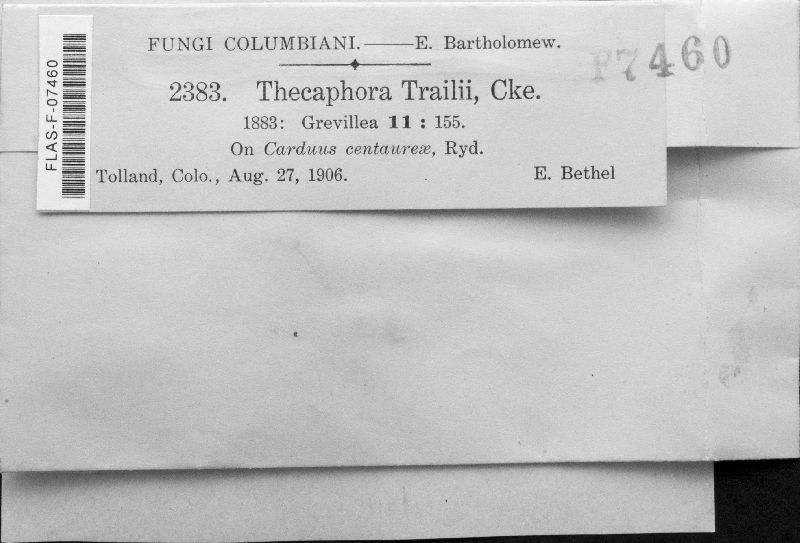 FUNGI COLUMBIANI.——E. Bartholomew.
F7460
2383. Thecaphora Trailii, Cke.
1883: Grevillea 11 : 155.
On Carduus centaureæ, Ryd.
Tolland, Colo., Aug. 27, 1906. E. Bethel
FLAS-F-07460